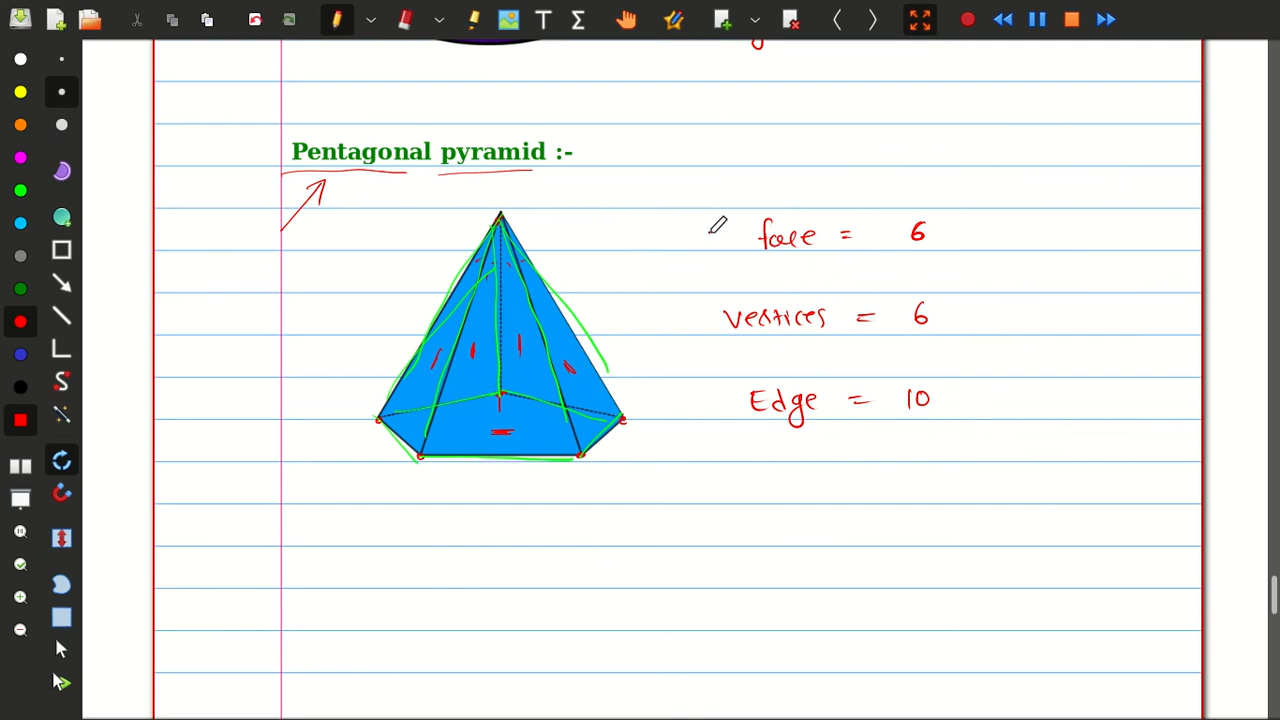 Pentagonal pyramid :-
face = 6
vertices = 6
Edge = 10